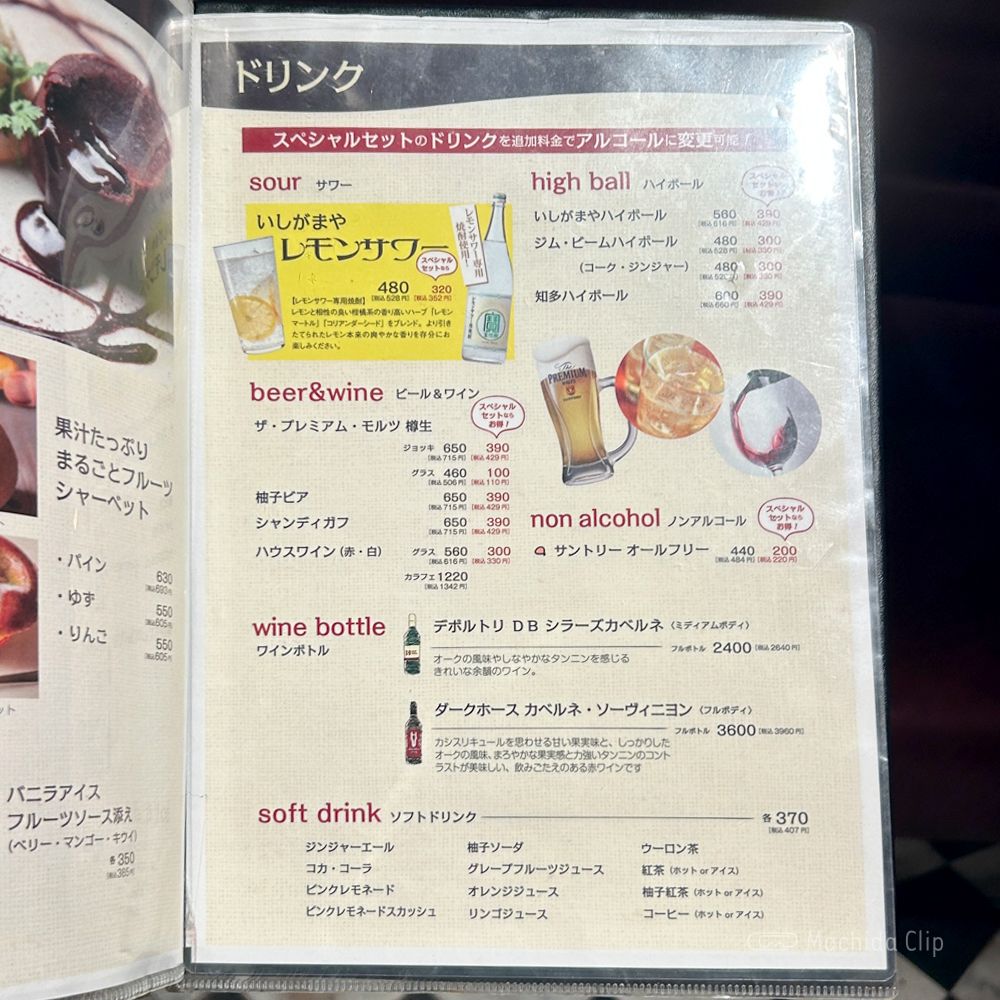 果汁たっぷり
まるごとフルーツ
シャーベット
・パイン
630
[税込693円]
・ゆず
550
[税込605円]
・りんご
550
[税込605円]
バニラアイス
フルーツソース添え
(ベリー・マンゴー・キウイ)
各350
[税込385円]
ドリンク
スペシャルセットのドリンクを追加料金でアルコールに変更可能！
sour サワー
いしがまや
レモンサワー
レモンサワー専用
焼酎使用！
スペシャル
セットなら
480 320
[税込528円] [税込352円]
【レモンサワー専用焼酎】
レモンと相性の良い柑橘系の香り高いハーブ「レモン
マートル」「コリアンダーシード」をブレンド。より引き
たてられたレモン本来の爽やかな香りを存分にお
楽しみください。
寶
high ball ハイボール
スペシャル
セットなら
お得！
いしがまやハイボール 560 390
[税込616円] [税込429円]
ジム・ビームハイボール 480 300
[税込528円] [税込330円]
(コーク・ジンジャー) 480 300
[税込528円] [税込330円]
知多ハイボール 600 390
[税込660円] [税込429円]
The
PREMIUM
MALT'S
SUNTORY
beer&wine ビール＆ワイン
スペシャル
セットなら
お得！
ザ・プレミアム・モルツ 樽生
ジョッキ 650 390
[税込715円] [税込429円]
グラス 460 100
[税込506円] [税込110円]
柚子ビア 650 390
[税込715円] [税込429円]
シャンディガフ 650 390
[税込715円] [税込429円]
ハウスワイン (赤・白) グラス 560 300
[税込616円] [税込330円]
カラフェ 1220
[税込1342円]
non alcohol ノンアルコール
スペシャル
セットなら
お得！
サントリー オールフリー 440 200
[税込484円] [税込220円]
wine bottle
ワインボトル
デボルトリ ＤＢ シラーズカベルネ〈ミディアムボディ〉
フルボトル 2400 [税込2640円]
オークの風味やしなやかなタンニンを感じる
きれいな余韻のワイン。
ダークホース カベルネ・ソーヴィニヨン〈フルボディ〉
フルボトル 3600 [税込3960円]
カシスリキュールを思わせる甘い果実味と、しっかりした
オークの風味、まろやかな果実感と力強いタンニンのコント
ラストが美味しい、飲みごたえのある赤ワインです
soft drink ソフトドリンク 各370
[税込407円]
ジンジャーエール 柚子ソーダ ウーロン茶
コカ・コーラ グレープフルーツジュース 紅茶 (ホット or アイス)
ピンクレモネード オレンジジュース 柚子紅茶 (ホット or アイス)
ピンクレモネードスカッシュ リンゴジュース コーヒー (ホット or アイス)
Machida Clip